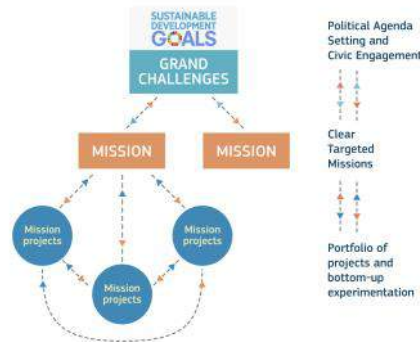 SUSTAINABLE
DEVELOPMENT
GOALS
GRAND
CHALLENGES
MISSION
MISSION
Mission
projects
Mission
projects
Mission
projects
Political Agenda
Setting and
Civic Engagement
Clear
Targeted
Missions
Portfolio of
projects and
bottom-up
experimentation